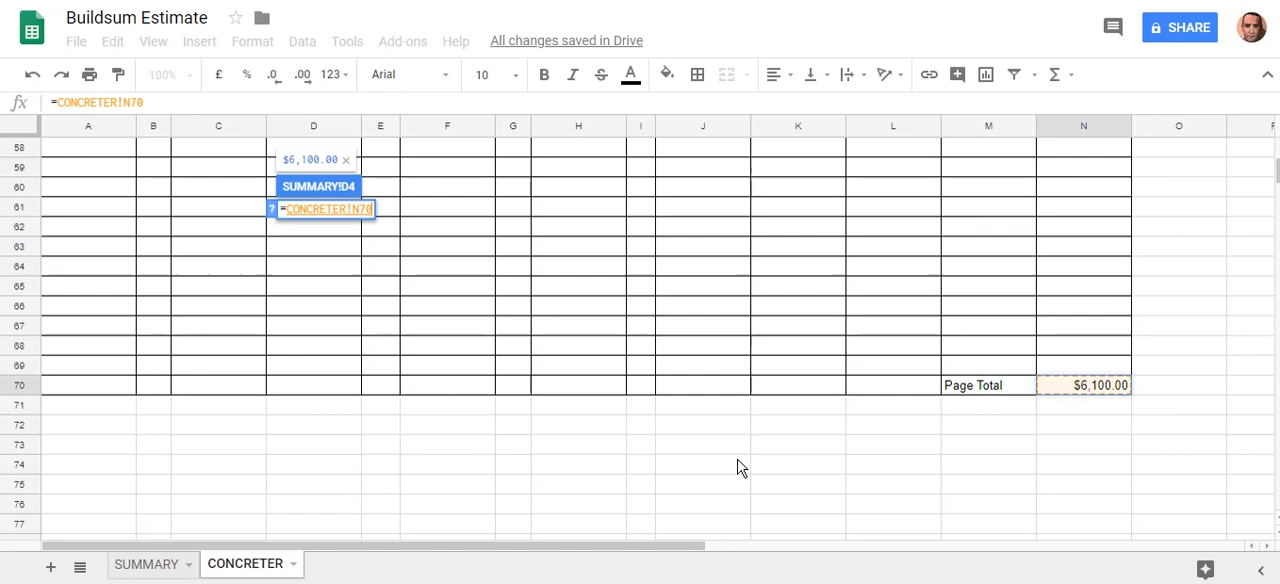 Buildsum Estimate
SHARE
File Edit View Insert Format Data Tools Add-ons Help All changes saved in Drive
100% £ % .0 .00 123 Arial 10 B I S A Σ
fx =CONCRETER!N70
A B C D E F G H I J K L M N O
58
$6,100.00 ×
59
60 SUMMARY!D4
61 ? =CONCRETER!N70
62
63
64
65
66
67
68
69
70 Page Total $6,100.00
71
72
73
74
75
76
77
+ SUMMARY CONCRETER